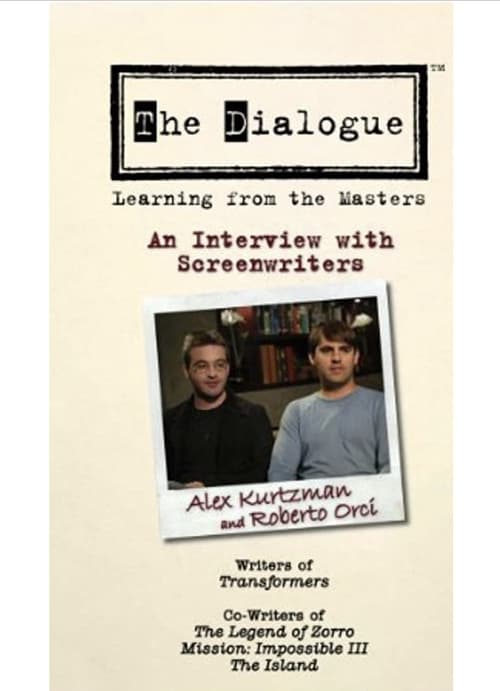 The Dialogue™
Learning from the Masters
An Interview with
Screenwriters
Alex Kurtzman
and Roberto Orci
Writers of
Transformers
Co-Writers of
The Legend of Zorro
Mission: Impossible III
The Island